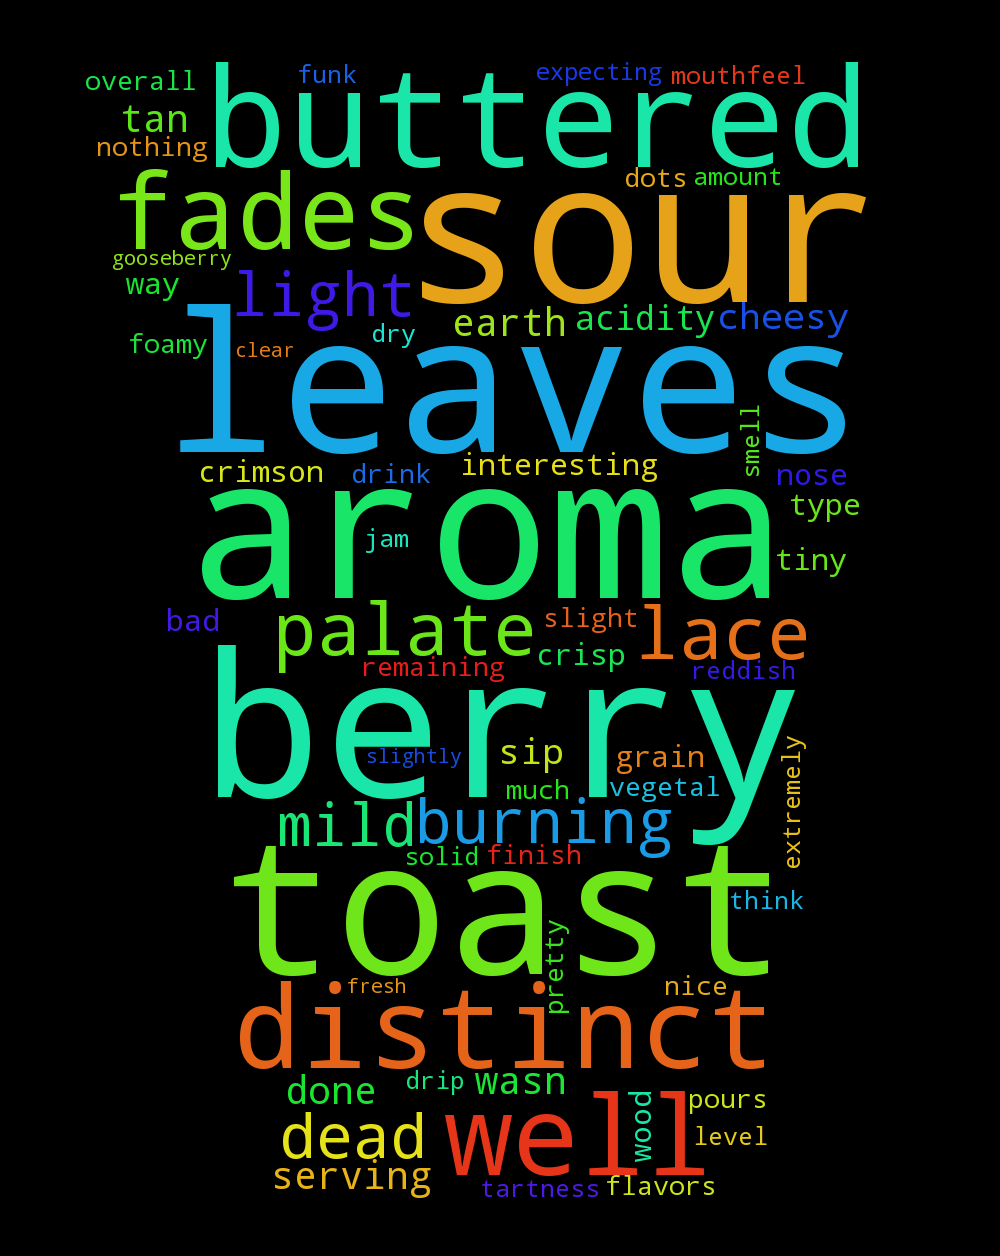 overall funk expecting mouthfeel
tan buttered
nothing
dots amount
fades sour
gooseberry
way light
earth acidity cheesy
foamy clear dry
leaves
smell
crimson drink interesting nose
aroma type
jam tiny
bad palate slight lace
crisp
remaining reddish
berry
slightly sip grain extremely
much vegetal
mild burning
solid finish
toast think
pretty
fresh nice
distinct
done drip wasn
wood pours
dead well level
serving tartness flavors